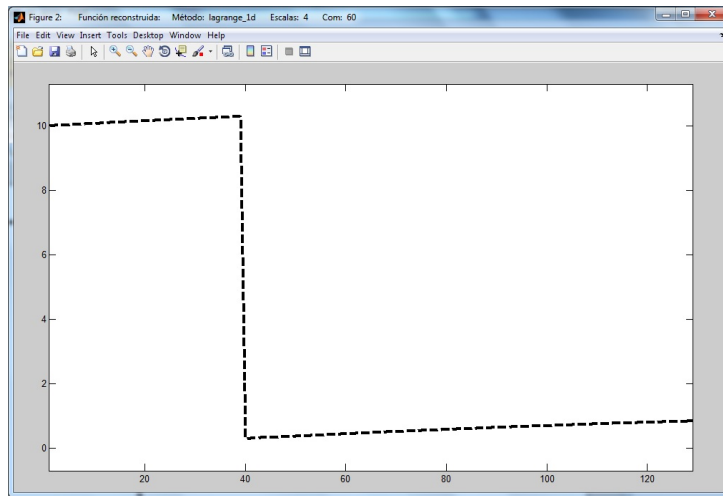 Figure 2: Función reconstruida: Método: lagrange_1d Escalas: 4 Com: 60
File Edit View Insert Tools Desktop Window Help
10
8
6
4
2
0
20 40 60 80 100 120